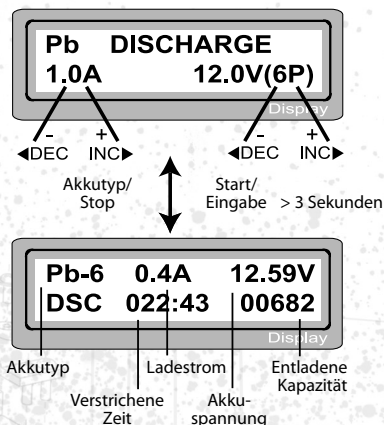 Pb DISCHARGE
1.0A 12.0V(6P)
Display
- + - +
◀DEC INC▶ ◀DEC INC▶
Akkutyp/ Start/
Stop Eingabe > 3 Sekunden
Pb-6 0.4A 12.59V
DSC 022:43 00682
Display
Akkutyp Ladestrom Entladene
Kapazität
Verstrichene Akku-
Zeit spannung